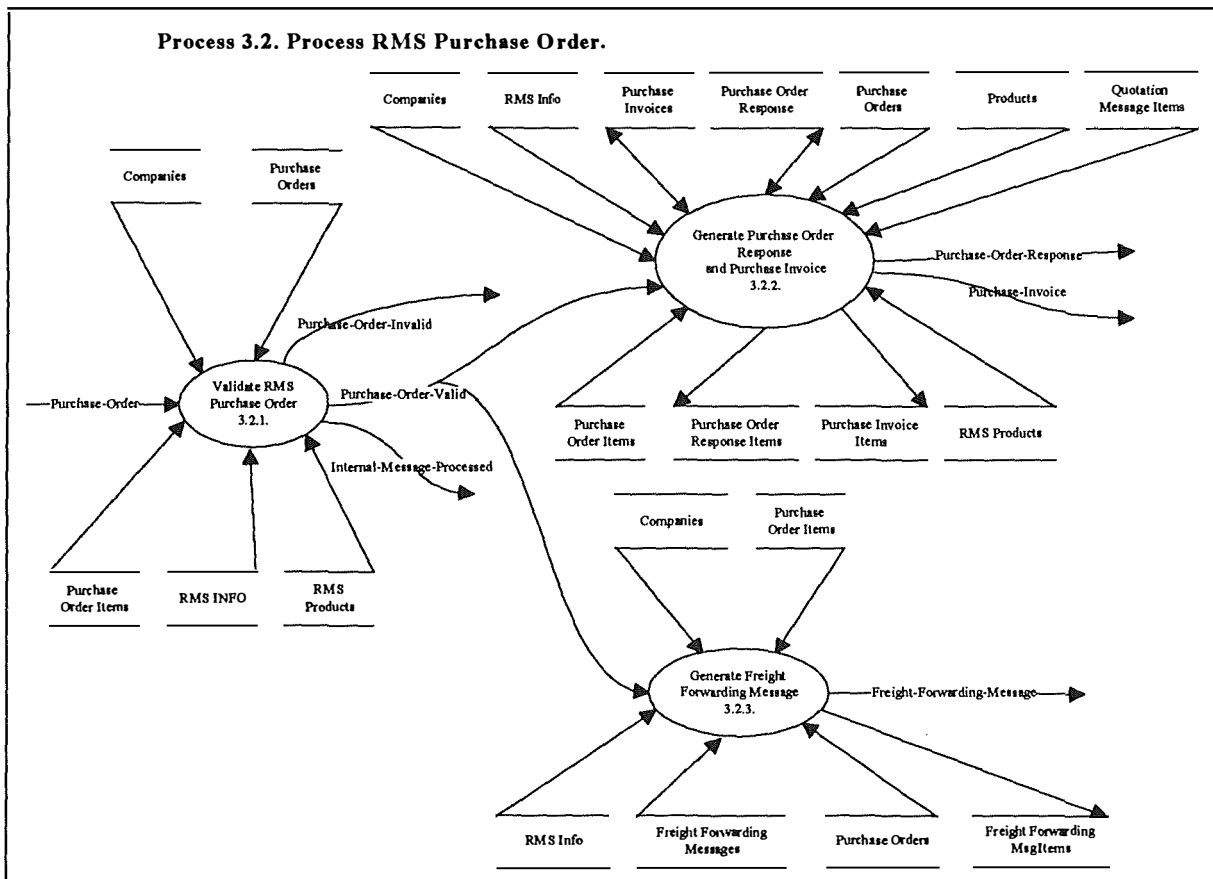 Process 3.2. Process RMS Purchase Order.
Companies
RMS Info
Purchase
Invoices
Purchase Order
Response
Purchase
Orders
Products
Quotation
Message Items
Companies
Purchase
Orders
Generate Purchase Order
Response
and Purchase Invoice
3.2.2.
Purchase-Order-Response
Purchase-Invoice
Purchase-Order-Invalid
Validate RMS
Purchase Order
3.2.1.
Purchase-Order
Purchase-Order-Valid
Internal-Message-Processed
Purchase
Order Items
Purchase Order
Response Items
Purchase Invoice
Items
RMS Products
Purchase
Order Items
RMS INFO
RMS
Products
Companies
Purchase
Order Items
Generate Freight
Forwarding Message
3.2.3.
Freight-Forwarding-Message
RMS Info
Freight Forwarding
Messages
Purchase Orders
Freight Forwarding
MsgItems